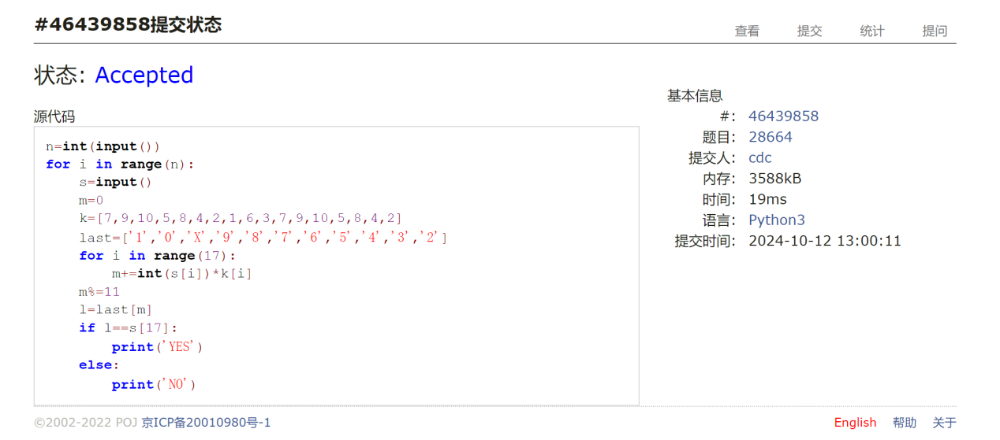 #46439858提交状态
查看 提交 统计 提问
状态: Accepted
源代码
n=int(input())
for i in range(n):
    s=input()
    m=0
    k=[7,9,10,5,8,4,2,1,6,3,7,9,10,5,8,4,2]
    last=['1','0','X','9','8','7','6','5','4','3','2']
    for i in range(17):
        m+=int(s[i])*k[i]
    m%=11
    l=last[m]
    if l==s[17]:
        print('YES')
    else:
        print('NO')
基本信息
#: 46439858
题目: 28664
提交人: cdc
内存: 3588kB
时间: 19ms
语言: Python3
提交时间: 2024-10-12 13:00:11
©2002-2022 POJ 京ICP备20010980号-1
English 帮助 关于